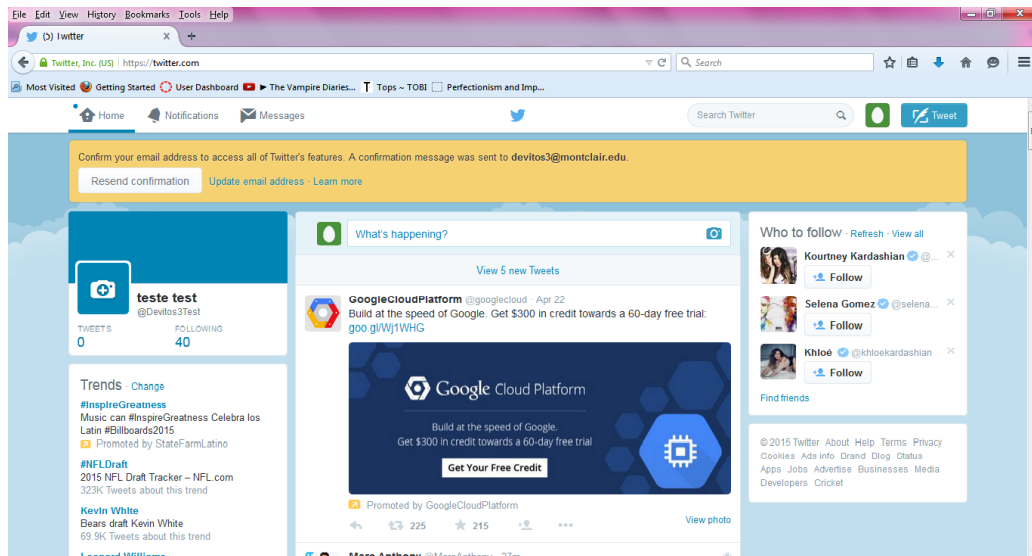 File Edit View History Bookmarks Tools Help
Twitter
Twitter, Inc. (US) https://twitter.com
Search
Most Visited Getting Started User Dashboard ► The Vampire Diaries... Tops ~ TOBI Perfectionism and Imp...
Home Notifications Messages
Search Twitter
Tweet
Confirm your email address to access all of Twitter's features. A confirmation message was sent to devitos3@montclair.edu.
Resend confirmation Update email address · Learn more
teste test
@Devitos3Test
TWEETS FOLLOWING
0 40
Trends · Change
#InspireGreatness
Music can #InspireGreatness Celebra los
Latin #Billboards2015
Promoted by StateFarmLatino
#NFLDraft
2015 NFL Draft Tracker – NFL.com
323K Tweets about this trend
Kevin White
Bears draft Kevin White
69.9K Tweets about this trend
Leonard Williams
What's happening?
View 5 new Tweets
GoogleCloudPlatform @googlecloud · Apr 22
Build at the speed of Google. Get $300 in credit towards a 60-day free trial:
goo.gl/Wj1WHG
Google Cloud Platform
Build at the speed of Google.
Get $300 in credit towards a 60-day free trial
Get Your Free Credit
Promoted by GoogleCloudPlatform
225 215
View photo
Marc Anthony @MarcAnthony · 27m
Who to follow · Refresh · View all
Kourtney Kardashian @...
Follow
Selena Gomez @selena...
Follow
Khloé @khloekardashian
Follow
Find friends
© 2015 Twitter About Help Terms Privacy
Cookies Ads info Brand Blog Status
Apps Jobs Advertise Businesses Media
Developers Cricket